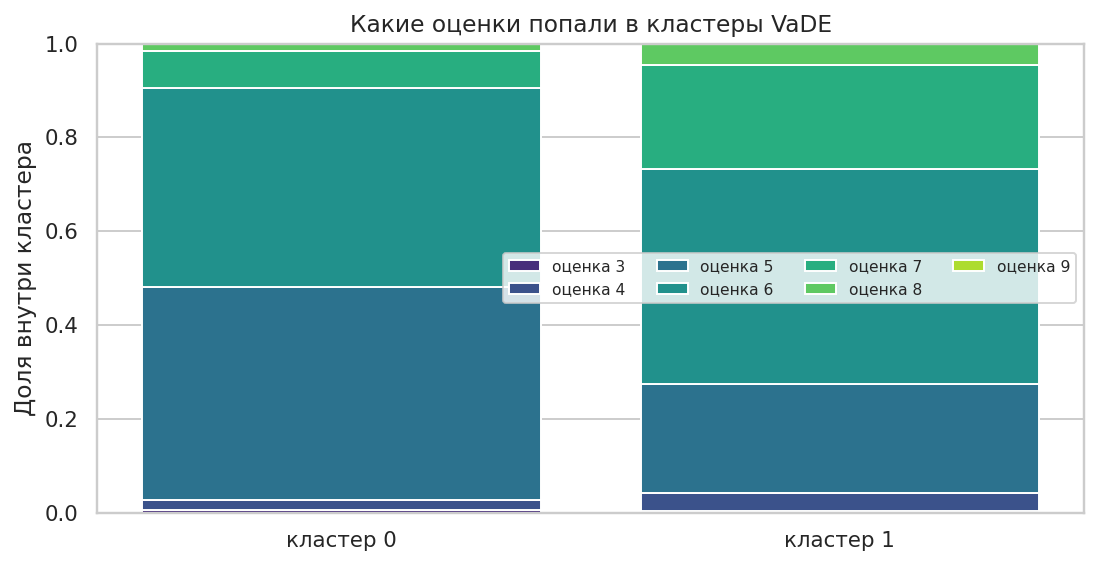 Какие оценки попали в кластеры VaDE
Доля внутри кластера
1.0
0.8
0.6
0.4
0.2
0.0
оценка 3 оценка 5 оценка 7 оценка 9
оценка 4 оценка 6 оценка 8
кластер 0 кластер 1